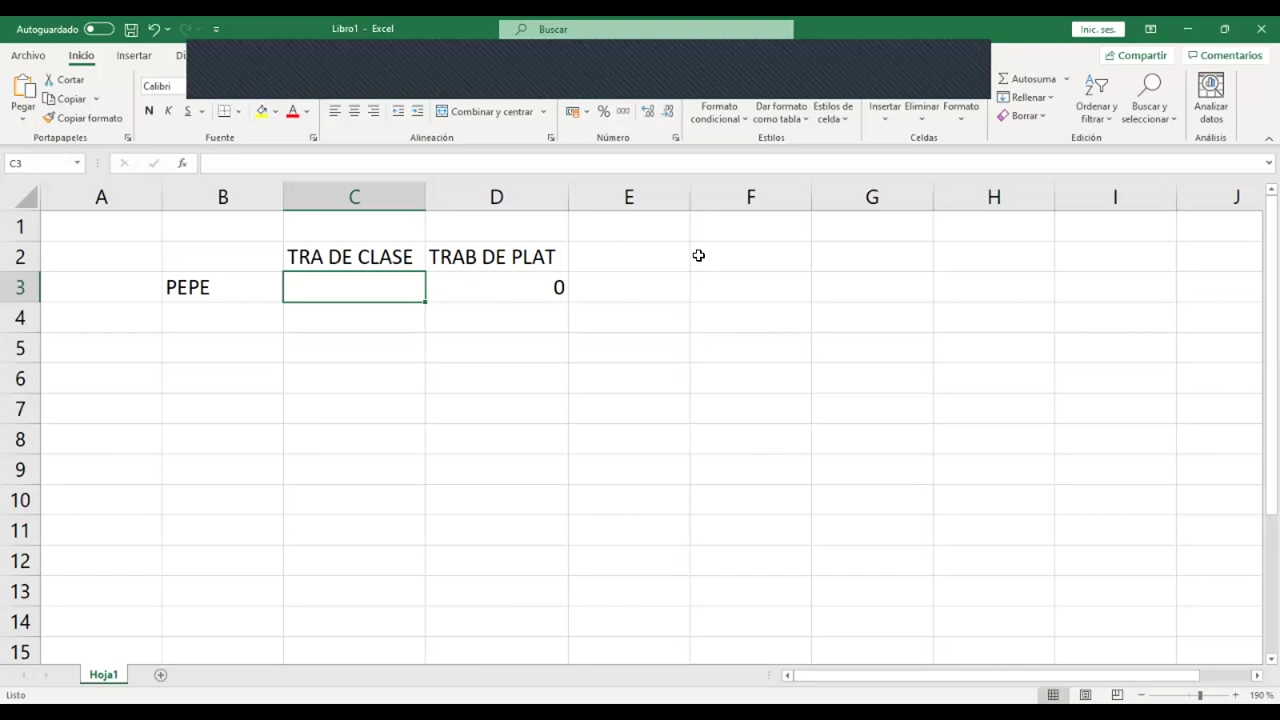 Autoguardado
Libro1 - Excel
Buscar
Inic. ses.
Archivo Inicio Insertar
Compartir Comentarios
Pegar
Cortar
Copiar
Copiar formato
Portapapeles
Calibri
N K S
A
Fuente
Combinar y centrar
Alineación
% 000
Número
Formato condicional
Dar formato como tabla
Estilos de celda
Estilos
Insertar Eliminar Formato
Celdas
Autosuma
Rellenar
Borrar
Ordenar y filtrar
Buscar y seleccionar
Edición
Analizar datos
Análisis
C3
fx
A B C D E F G H I J
1
2 TRA DE CLASE TRAB DE PLAT
3 PEPE 0
4
5
6
7
8
9
10
11
12
13
14
15
Hoja1
Listo
190 %